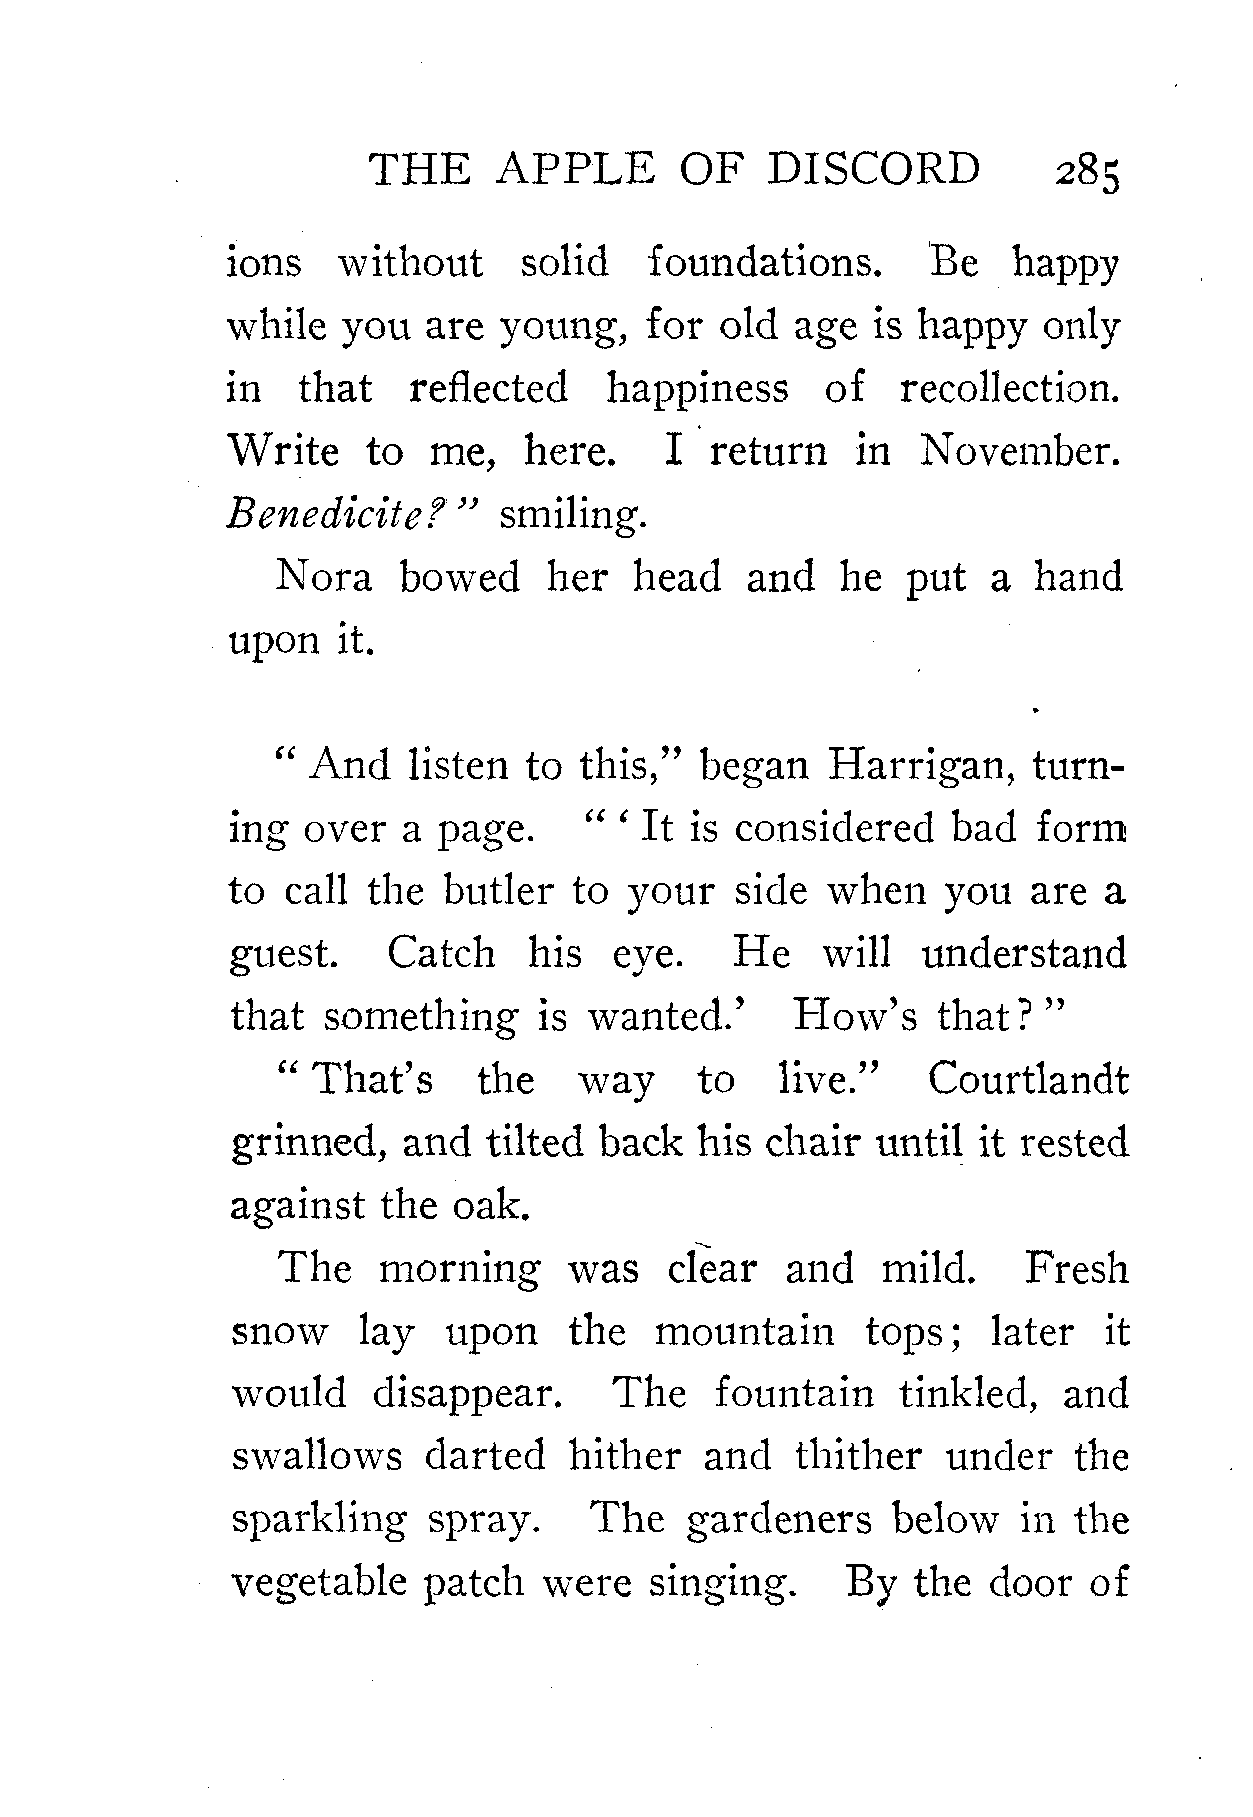 THE APPLE OF DISCORD 285
ions without solid foundations. Be happy
while you are young, for old age is happy only
in that reflected happiness of recollection.
Write to me, here. I return in November.
Benedicite? " smiling.
Nora bowed her head and he put a hand
upon it.
" And listen to this," began Harrigan, turn-
ing over a page. " ' It is considered bad form
to call the butler to your side when you are a
guest. Catch his eye. He will understand
that something is wanted.' How's that ? "
" That's the way to live." Courtlandt
grinned, and tilted back his chair until it rested
against the oak.
The morning was clear and mild. Fresh
snow lay upon the mountain tops ; later it
would disappear. The fountain tinkled, and
swallows darted hither and thither under the
sparkling spray. The gardeners below in the
vegetable patch were singing. By the door of